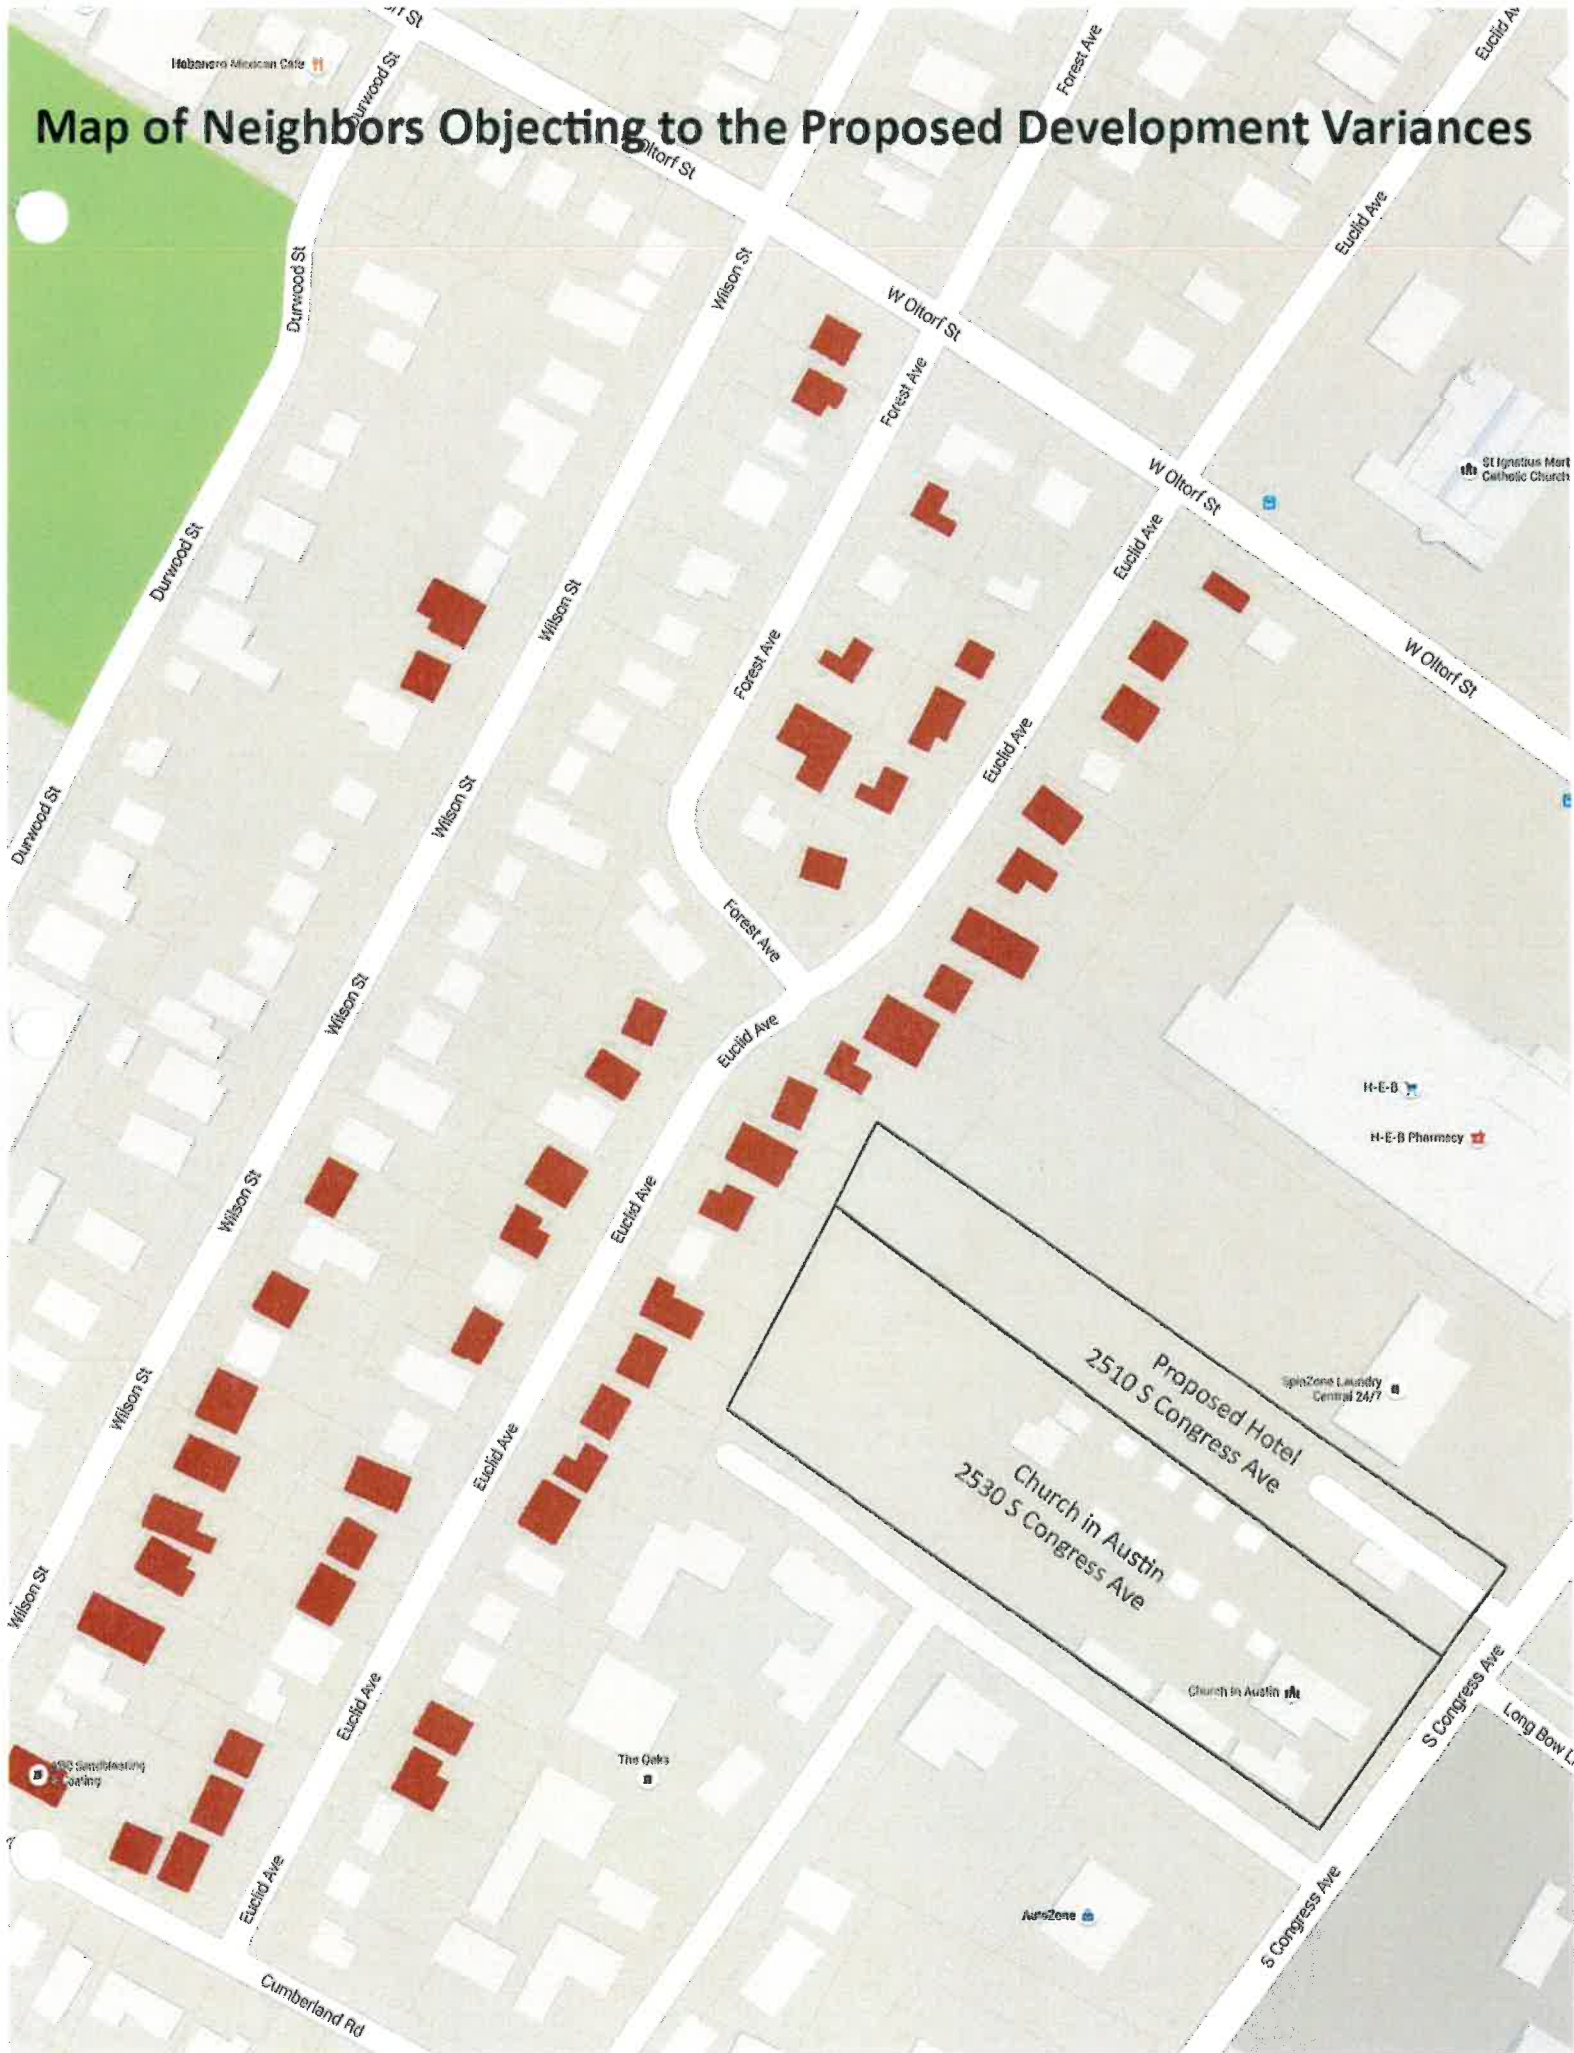 Habanero Mexican Cafe
Durwood St
Forest Ave
Map of Neighbors Objecting to the Proposed Development Variances
Oltorf St
Euclid Ave
Durwood St
Wilson St
W Oltorf St
Forest Ave
St Ignatius Mart
Catholic Church
W Oltorf St
Euclid Ave
Durwood St
Wilson St
Forest Ave
W Oltorf St
Euclid Ave
Durwood St
Wilson St
Forest Ave
Wilson St
Euclid Ave
H-E-B
H-E-B Pharmacy
Wilson St
Euclid Ave
Proposed Hotel
2510 S Congress Ave
SpinZone Laundry
Central 24/7
Wilson St
Euclid Ave
Church in Austin
2530 S Congress Ave
Wilson St
Euclid Ave
Church in Austin
S Congress Ave
Long Bow L
The Oaks
Sandblasting
Coating
Euclid Ave
AutoZone
S Congress Ave
Cumberland Rd